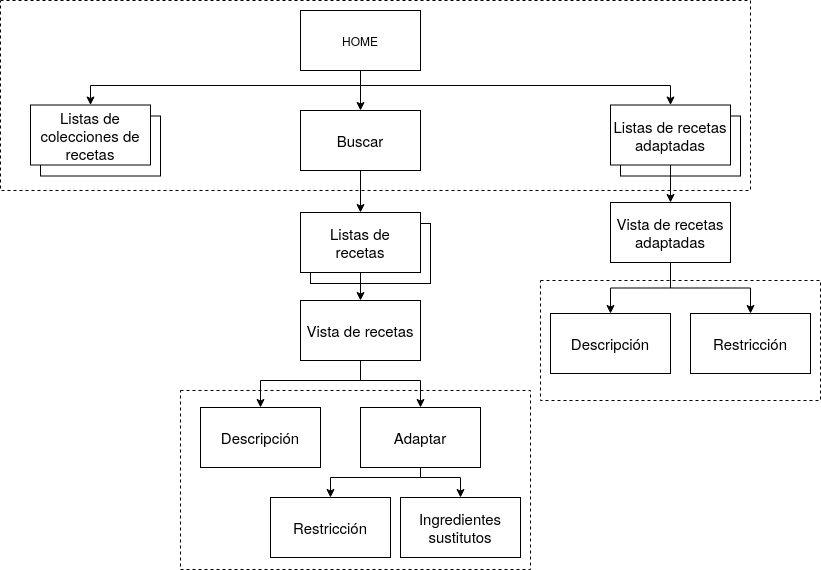 HOME
Listas de
colecciones de
recetas
Buscar
Listas de recetas
adaptadas
Listas de
recetas
Vista de recetas
adaptadas
Vista de recetas
Descripción
Restricción
Descripción
Adaptar
Restricción
Ingredientes
sustitutos